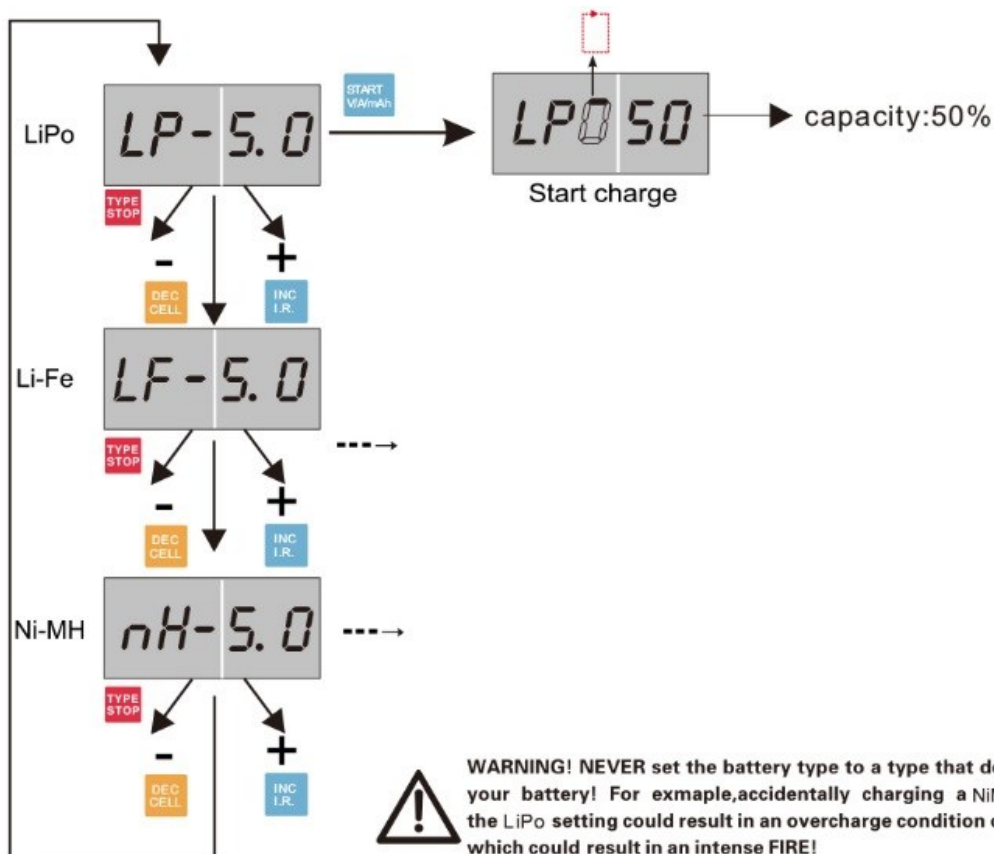 START
V/A/mAh
LiPo
LP-5.0
LP0 50
capacity:50%
Start charge
TYPE
STOP
-
+
DEC
CELL
INC
I.R.
Li-Fe
LF-5.0
TYPE
STOP
-
+
DEC
CELL
INC
I.R.
Ni-MH
nH-5.0
TYPE
STOP
-
+
DEC
CELL
INC
I.R.
WARNING! NEVER set the battery type to a type that
your battery! For exmaple,accidentally charging a
the LiPo setting could result in an overcharge condition
which could result in an intense FIRE!